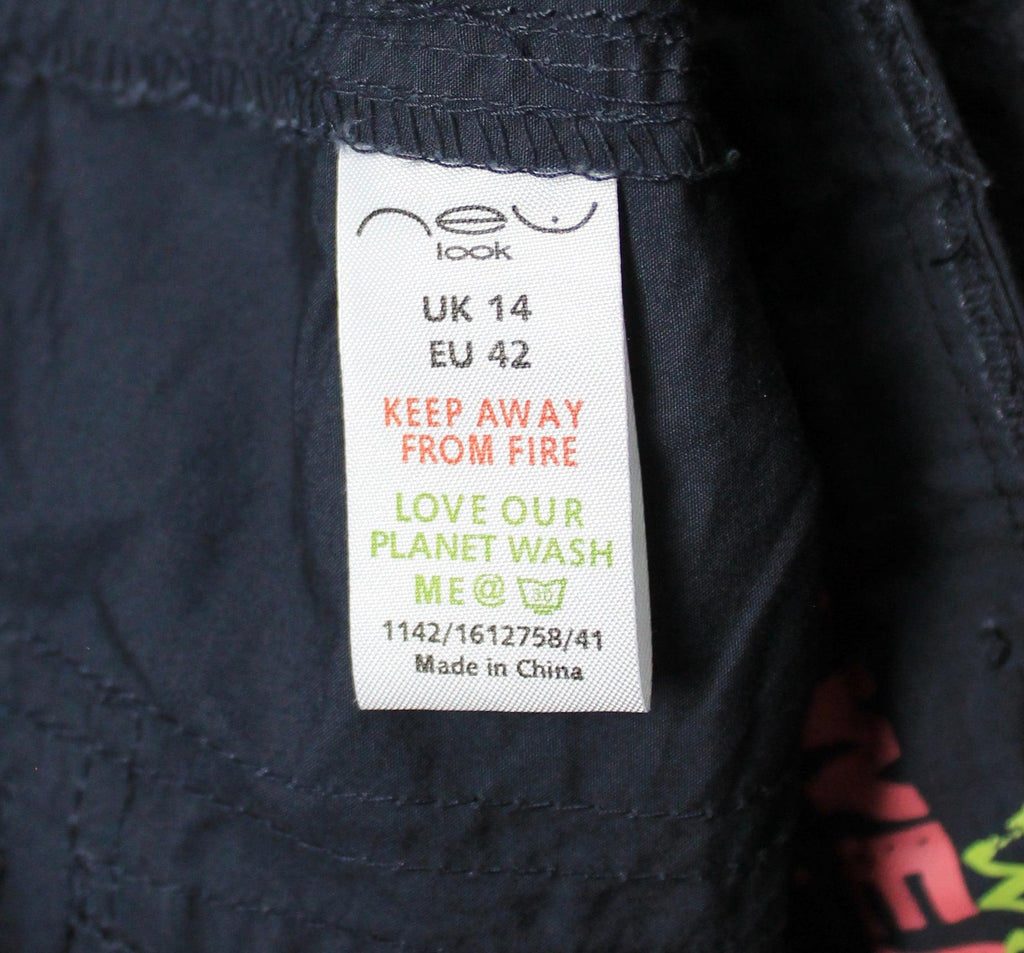 new
look
UK 14
EU 42
KEEP AWAY
FROM FIRE
LOVE OUR
PLANET WASH
ME @ 30
1142/1612758/41
Made in China